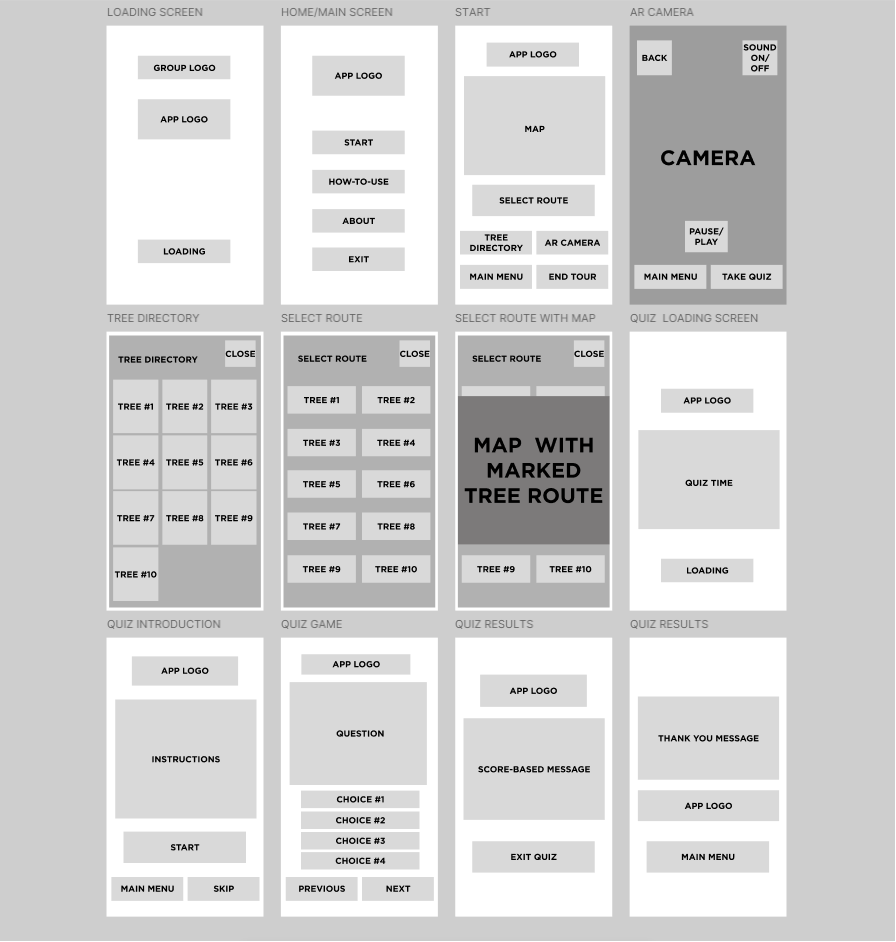 LOADING SCREEN
GROUP LOGO
APP LOGO
LOADING
HOME/MAIN SCREEN
APP LOGO
START
HOW-TO-USE
ABOUT
EXIT
START
APP LOGO
MAP
SELECT ROUTE
TREE
DIRECTORY
AR CAMERA
MAIN MENU
END TOUR
AR CAMERA
BACK
SOUND
ON/
OFF
CAMERA
PAUSE/
PLAY
MAIN MENU
TAKE QUIZ
TREE DIRECTORY
TREE DIRECTORY
CLOSE
TREE #1
TREE #2
TREE #3
TREE #4
TREE #5
TREE #6
TREE #7
TREE #8
TREE #9
TREE #10
SELECT ROUTE
SELECT ROUTE
CLOSE
TREE #1
TREE #2
TREE #3
TREE #4
TREE #5
TREE #6
TREE #7
TREE #8
TREE #9
TREE #10
SELECT ROUTE WITH MAP
SELECT ROUTE
CLOSE
MAP WITH
MARKED
TREE ROUTE
TREE #9
TREE #10
QUIZ LOADING SCREEN
APP LOGO
QUIZ TIME
LOADING
QUIZ INTRODUCTION
APP LOGO
INSTRUCTIONS
START
MAIN MENU
SKIP
QUIZ GAME
APP LOGO
QUESTION
CHOICE #1
CHOICE #2
CHOICE #3
CHOICE #4
PREVIOUS
NEXT
QUIZ RESULTS
APP LOGO
SCORE-BASED MESSAGE
EXIT QUIZ
QUIZ RESULTS
THANK YOU MESSAGE
APP LOGO
MAIN MENU